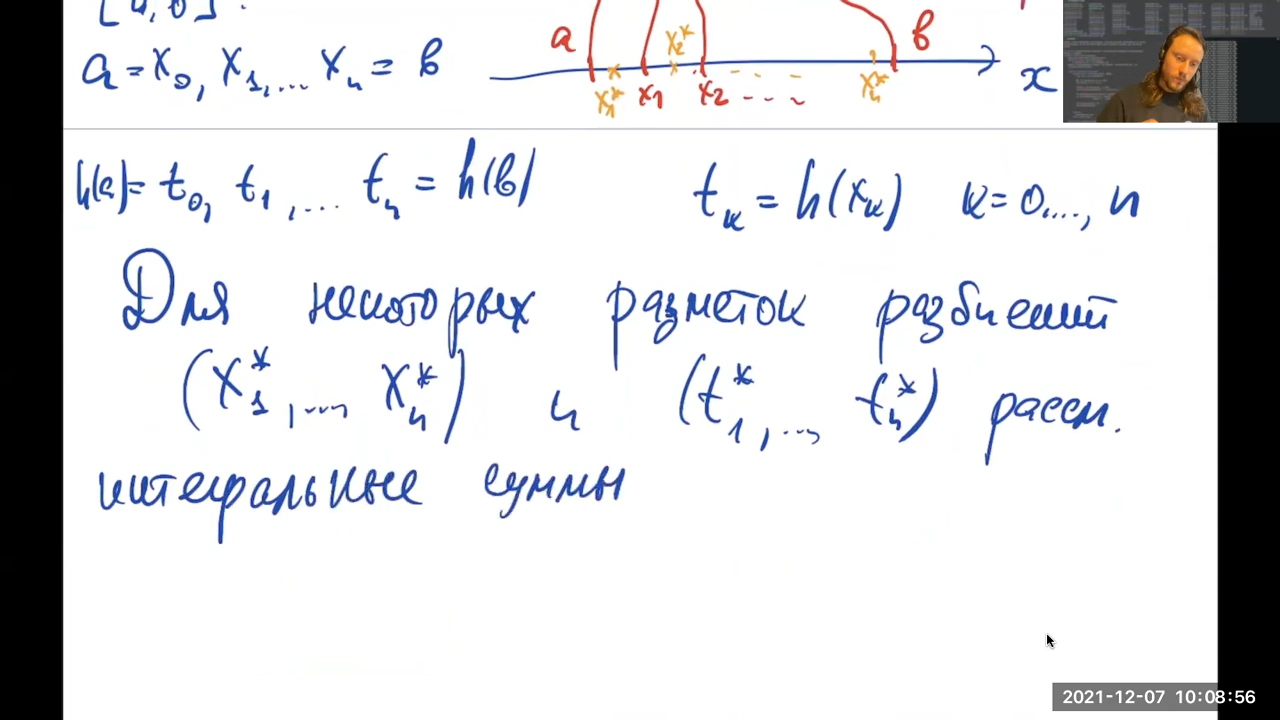 [a, b].
a = x₀, x₁,... xₙ = b
a x₂* b
x₁* x₁ x₂ - - - xₙ* x
h(a) = t₀, t₁,... tₙ = h(b) tₖ = h(xₖ) k = 0,..., n
Для некоторых разметок разбиений
(x₁*,..., xₙ*) и (t₁*,..., tₙ*) рассм.
интегральные суммы
2021-12-07 10:08:56